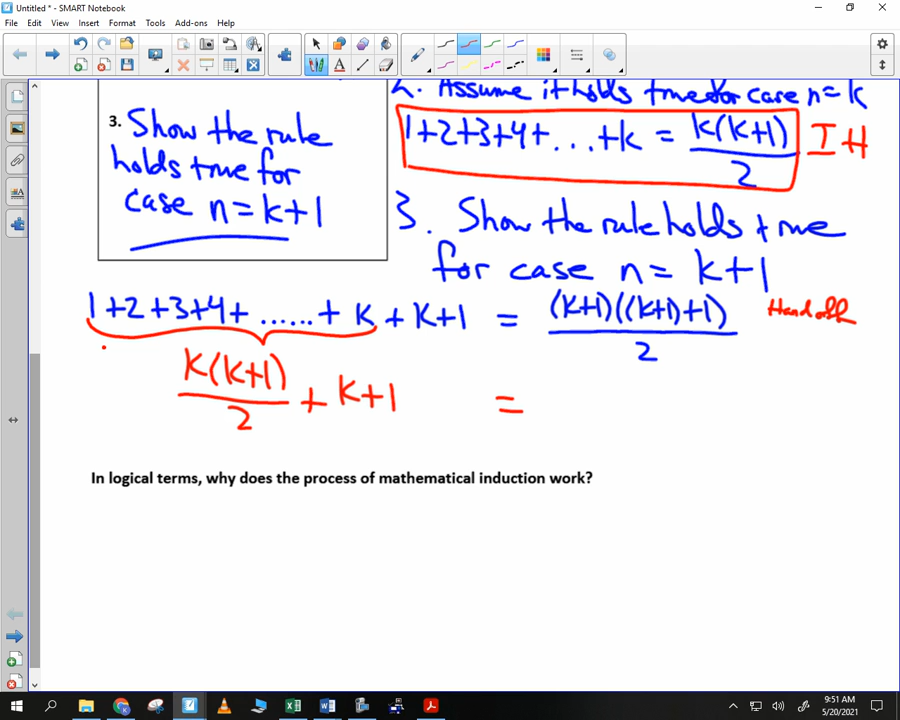 Untitled * - SMART Notebook
File Edit View Insert Format Tools Add-ons Help
2. Assume it holds true for case n = k
1+2+3+4+ ... +k = k(k+1)/2 IH
3. Show the rule
holds true for
case n = k+1
3. Show the rule holds true
for case n = k+1
1+2+3+4+ ...... + k + k+1 = (k+1)((k+1)+1)/2
k(k+1)/2 + k+1 =
In logical terms, why does the process of mathematical induction work?
9:51 AM
5/20/2021